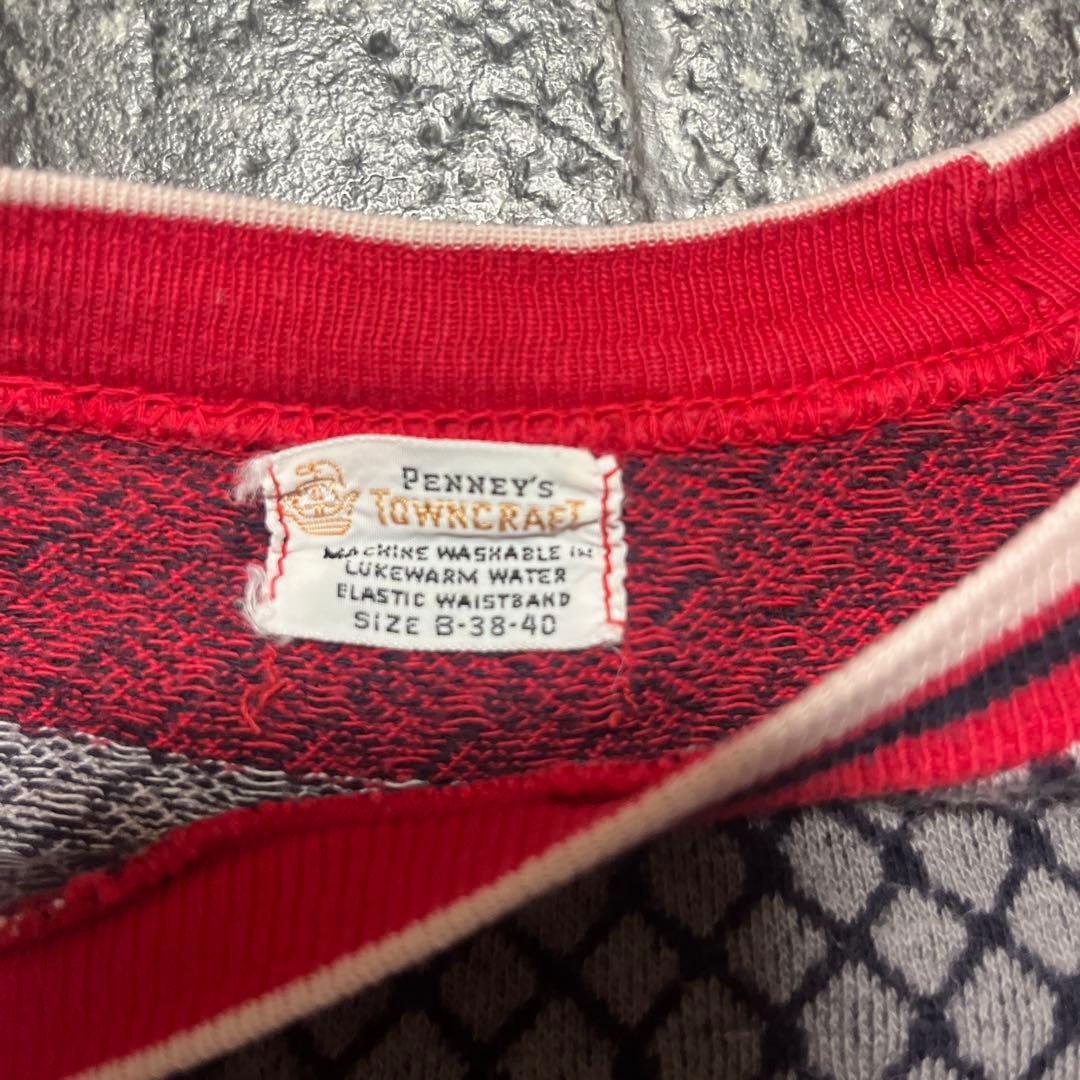 PENNEY'S
TOWNCRAFT
MACHINE WASHABLE IN
LUKEWARM WATER
ELASTIC WAISTBAND
SIZE B-38-40